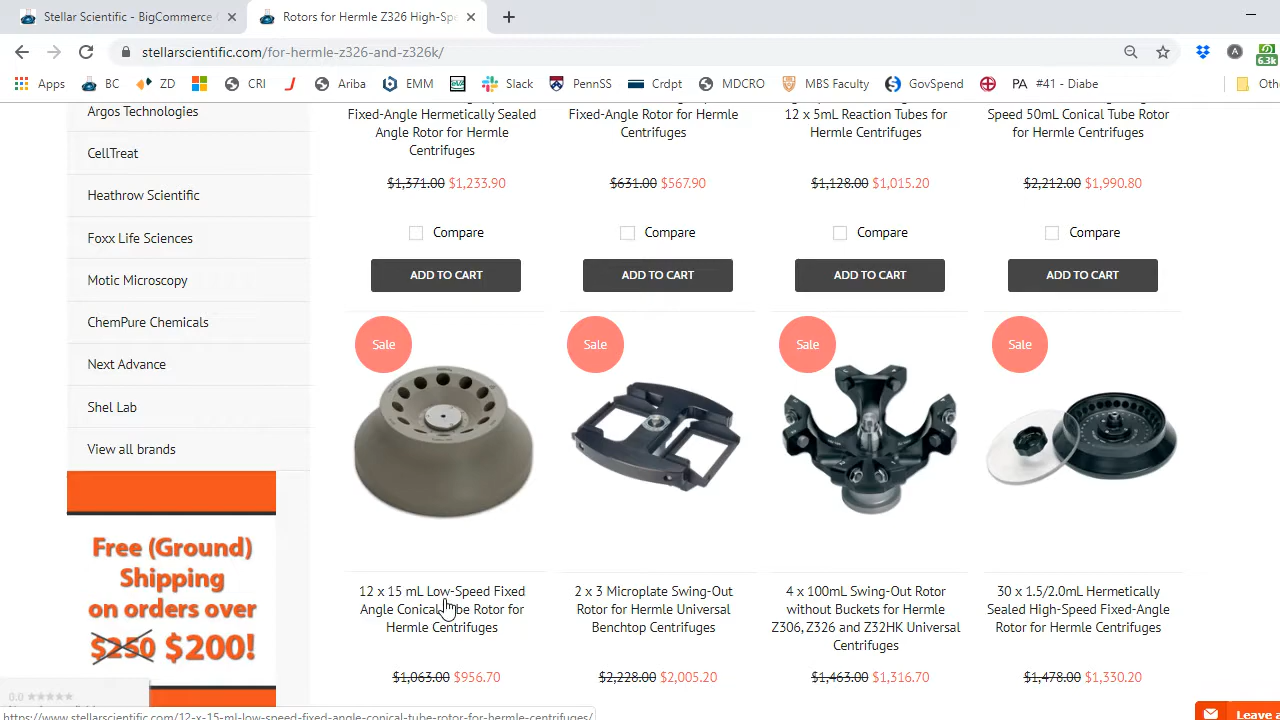 Stellar Scientific - BigCommerce
Rotors for Hermle Z326 High-Spe
stellarscientific.com/for-hermle-z326-and-z326k/
A
6.3k
Apps
BC
ZD
CRI
Ariba
EMM
Slack
PennSS
Crdpt
MDCRO
MBS Faculty
GovSpend
PA #41 - Diabe
Oth
Argos Technologies
CellTreat
Heathrow Scientific
Foxx Life Sciences
Motic Microscopy
ChemPure Chemicals
Next Advance
Shel Lab
View all brands
Free (Ground)
Shipping
on orders over
$250 $200!
0.0 ★★★★★
Fixed-Angle Hermetically Sealed
Angle Rotor for Hermle
Centrifuges
$1,371.00 $1,233.90
Compare
ADD TO CART
Fixed-Angle Rotor for Hermle
Centrifuges
$631.00 $567.90
Compare
ADD TO CART
12 x 5mL Reaction Tubes for
Hermle Centrifuges
$1,128.00 $1,015.20
Compare
ADD TO CART
Speed 50mL Conical Tube Rotor
for Hermle Centrifuges
$2,212.00 $1,990.80
Compare
ADD TO CART
Sale
12 x 15 mL Low-Speed Fixed
Angle Conical Tube Rotor for
Hermle Centrifuges
$1,063.00 $956.70
Sale
2 x 3 Microplate Swing-Out
Rotor for Hermle Universal
Benchtop Centrifuges
$2,228.00 $2,005.20
Sale
4 x 100mL Swing-Out Rotor
without Buckets for Hermle
Z306, Z326 and Z32HK Universal
Centrifuges
$1,463.00 $1,316.70
Sale
30 x 1.5/2.0mL Hermetically
Sealed High-Speed Fixed-Angle
Rotor for Hermle Centrifuges
$1,478.00 $1,330.20
https://www.stellarscientific.com/12-x-15-ml-low-speed-fixed-angle-conical-tube-rotor-for-hermle-centrifuges/
Leave a